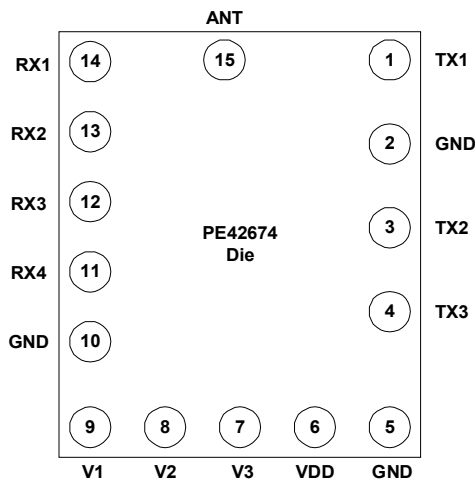 ANT
RX1 14 15 1 TX1
RX2 13 2 GND
RX3 12 3 TX2
PE42674
Die
RX4 11 4 TX3
GND 10
9 8 7 6 5
V1 V2 V3 VDD GND